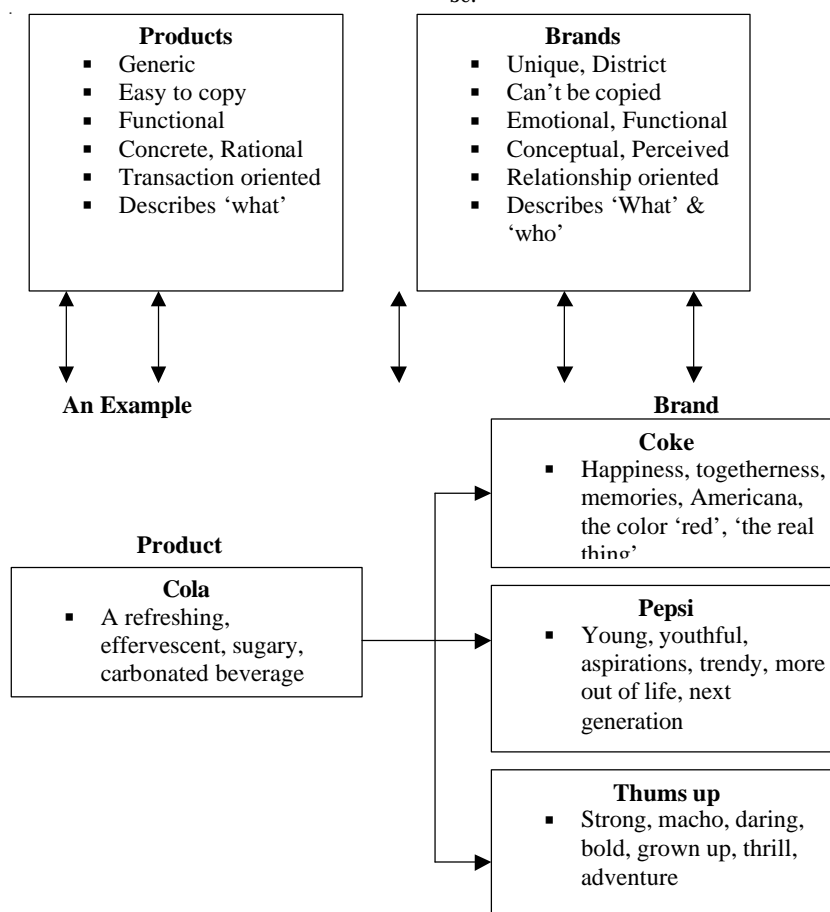 Products
▪ Generic
▪ Easy to copy
▪ Functional
▪ Concrete, Rational
▪ Transaction oriented
▪ Describes ‘what’
Brands
▪ Unique, District
▪ Can’t be copied
▪ Emotional, Functional
▪ Conceptual, Perceived
▪ Relationship oriented
▪ Describes ‘What’ &
‘who’
An Example
Brand
Coke
▪ Happiness, togetherness,
memories, Americana,
the color ‘red’, ‘the real
thing’
Product
Cola
▪ A refreshing,
effervescent, sugary,
carbonated beverage
Pepsi
▪ Young, youthful,
aspirations, trendy, more
out of life, next
generation
Thums up
▪ Strong, macho, daring,
bold, grown up, thrill,
adventure